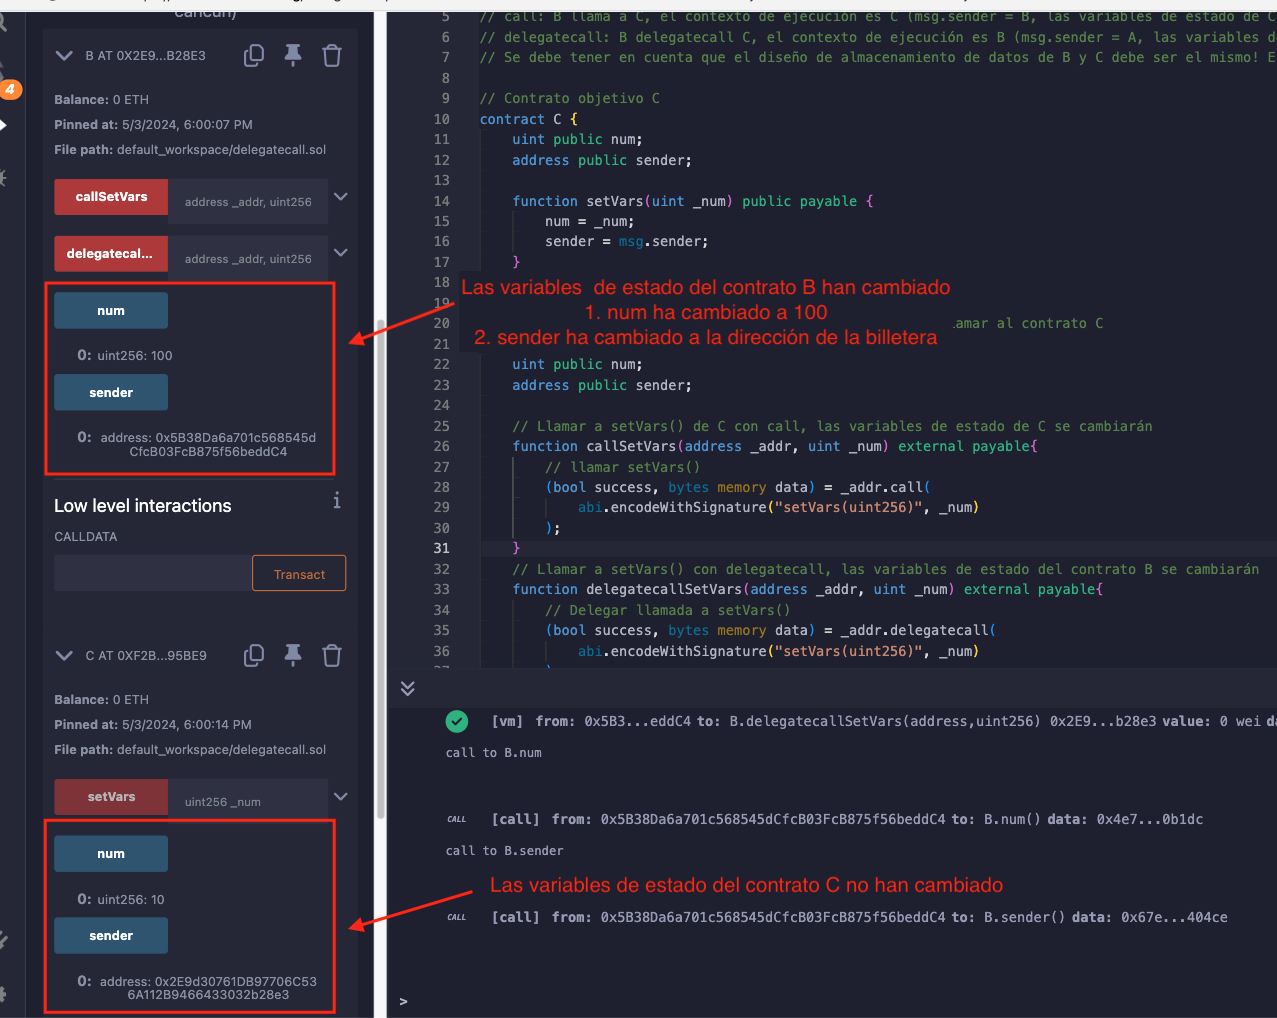 cancun)
B AT 0X2E9...B28E3
Balance: 0 ETH
Pinned at: 5/3/2024, 6:00:07 PM
File path: default_workspace/delegatecall.sol
callSetVars address _addr, uint256
delegatecal... address _addr, uint256
num
0: uint256: 100
sender
0: address: 0x5B38Da6a701c568545d
CfcB03FcB875f56beddC4
Low level interactions i
CALLDATA
Transact
C AT 0XF2B...95BE9
Balance: 0 ETH
Pinned at: 5/3/2024, 6:00:14 PM
File path: default_workspace/delegatecall.sol
setVars uint256 _num
num
0: uint256: 10
sender
0: address: 0x2E9d30761DB97706C53
6A112B9466433032b28e3
4
5 // call: B llama a C, el contexto de ejecución es C (msg.sender = B, las variables de estado de C
6 // delegatecall: B delegatecall C, el contexto de ejecución es B (msg.sender = A, las variables d
7 // Se debe tener en cuenta que el diseño de almacenamiento de datos de B y C debe ser el mismo! E
8
9 // Contrato objetivo C
10 contract C {
11 uint public num;
12 address public sender;
13
14 function setVars(uint _num) public payable {
15 num = _num;
16 sender = msg.sender;
17 }
18
Las variables de estado del contrato B han cambiado
19
1. num ha cambiado a 100
20 amar al contrato C
2. sender ha cambiado a la dirección de la billetera
21
22 uint public num;
23 address public sender;
24
25 // Llamar a setVars() de C con call, las variables de estado de C se cambiarán
26 function callSetVars(address _addr, uint _num) external payable{
27 // llamar setVars()
28 (bool success, bytes memory data) = _addr.call(
29 abi.encodeWithSignature("setVars(uint256)", _num)
30 );
31 }
32 // Llamar a setVars() con delegatecall, las variables de estado del contrato B se cambiarán
33 function delegatecallSetVars(address _addr, uint _num) external payable{
34 // Delegar llamada a setVars()
35 (bool success, bytes memory data) = _addr.delegatecall(
36 abi.encodeWithSignature("setVars(uint256)", _num)
[vm] from: 0x5B3...eddC4 to: B.delegatecallSetVars(address,uint256) 0x2E9...b28e3 value: 0 wei da
call to B.num
CALL [call] from: 0x5B38Da6a701c568545dCfcB03FcB875f56beddC4 to: B.num() data: 0x4e7...0b1dc
call to B.sender
Las variables de estado del contrato C no han cambiado
CALL [call] from: 0x5B38Da6a701c568545dCfcB03FcB875f56beddC4 to: B.sender() data: 0x67e...404ce
>